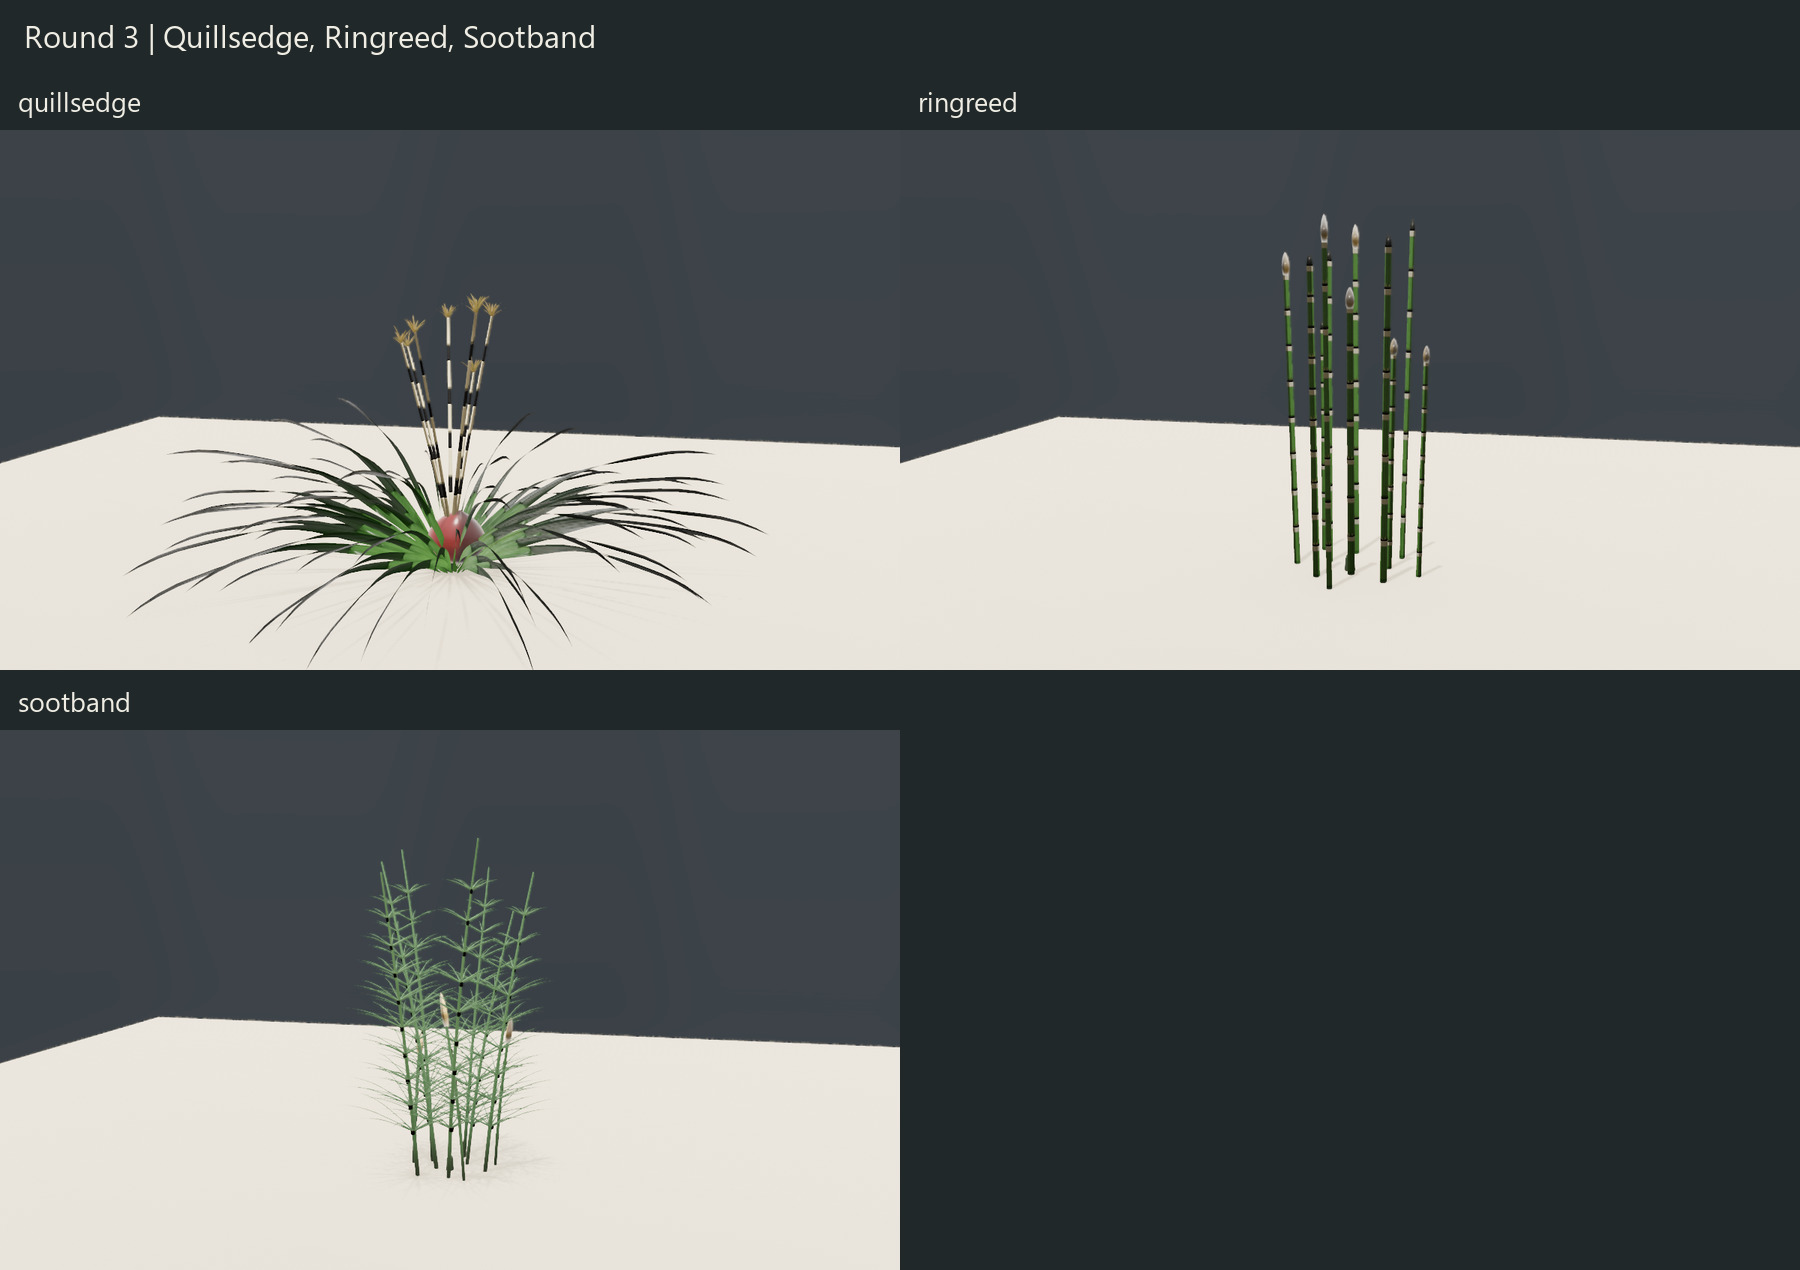 Round 3 | Quillsedge, Ringreed, Sootband
quillsedge
ringreed
sootband